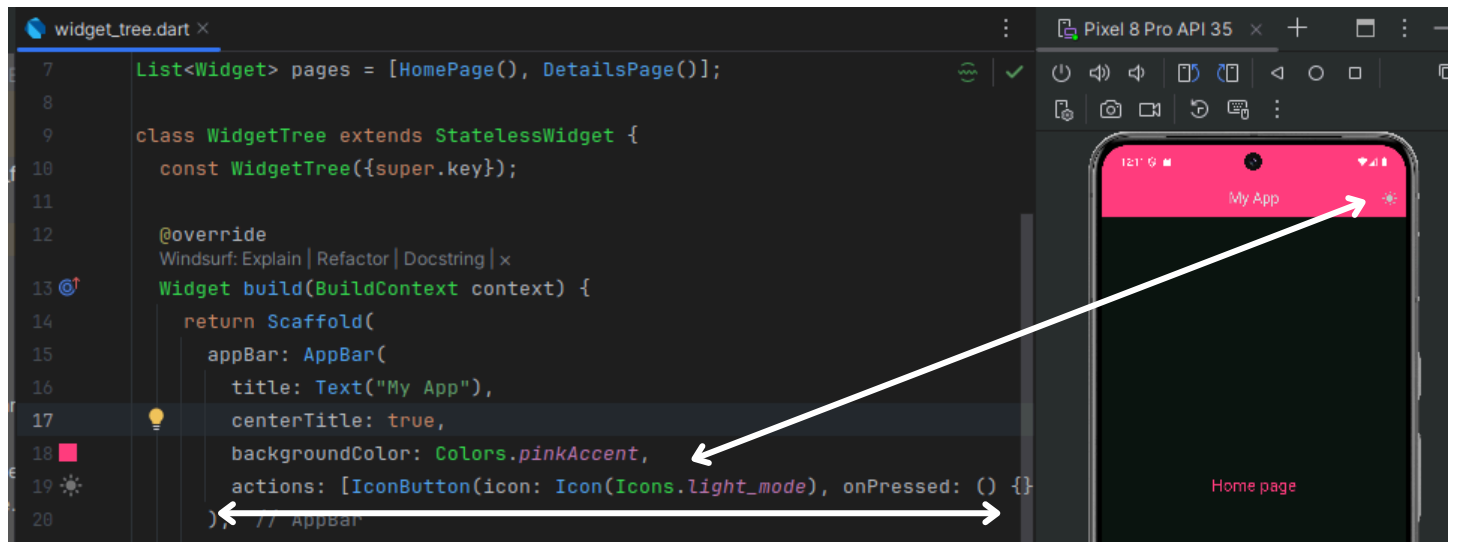 widget_tree.dart
Pixel 8 Pro API 35
7 List<Widget> pages = [HomePage(), DetailsPage()];
8
9 class WidgetTree extends StatelessWidget {
10 const WidgetTree({super.key});
11
12 @override
Windsurf: Explain | Refactor | Docstring | ×
13 Widget build(BuildContext context) {
14 return Scaffold(
15 appBar: AppBar(
16 title: Text("My App"),
17 centerTitle: true,
18 backgroundColor: Colors.pinkAccent,
19 actions: [IconButton(icon: Icon(Icons.light_mode), onPressed: () {}
20 ), // AppBar
My App
Home page